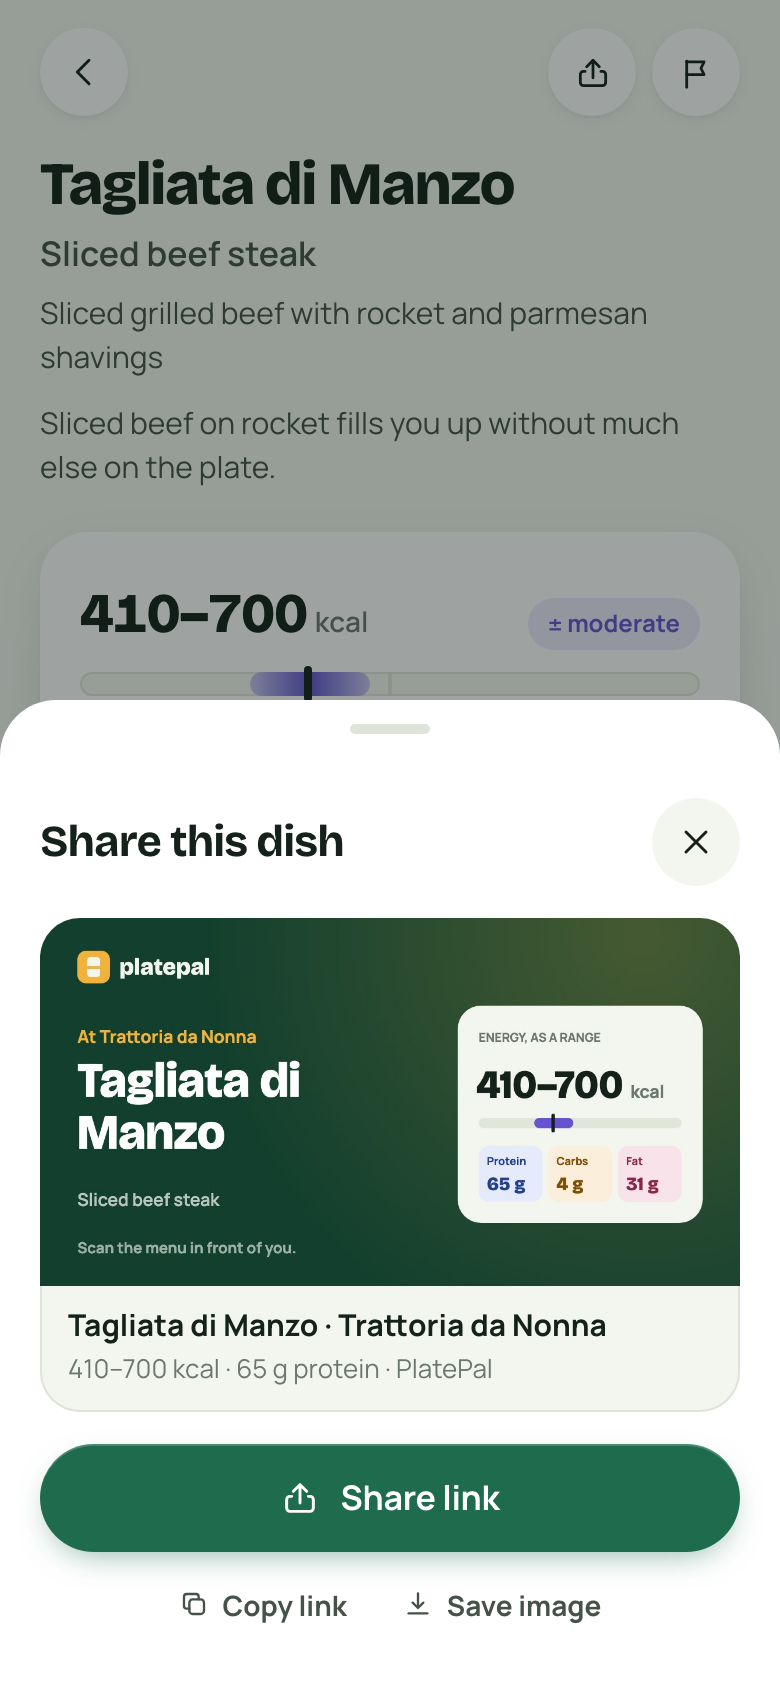 Tagliata di Manzo
Sliced beef steak
Sliced grilled beef with rocket and parmesan
shavings
Sliced beef on rocket fills you up without much
else on the plate.
410–700 kcal
± moderate
Share this dish
platepal
At Trattoria da Nonna
Tagliata di
Manzo
Sliced beef steak
Scan the menu in front of you.
ENERGY, AS A RANGE
410–700 kcal
Protein
65 g
Carbs
4 g
Fat
31 g
Tagliata di Manzo · Trattoria da Nonna
410–700 kcal · 65 g protein · PlatePal
Share link
Copy link
Save image